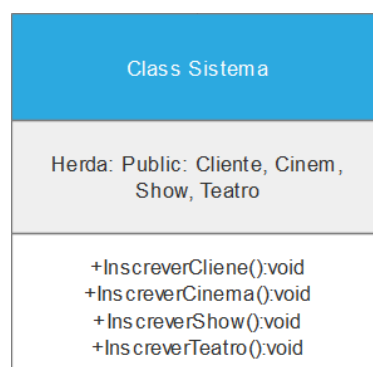 Class Sistema
Herda: Public: Cliente, Cinem,
Show, Teatro
+InscreverCliene():void
+InscreverCinema():void
+InscreverShow():void
+InscreverTeatro():void